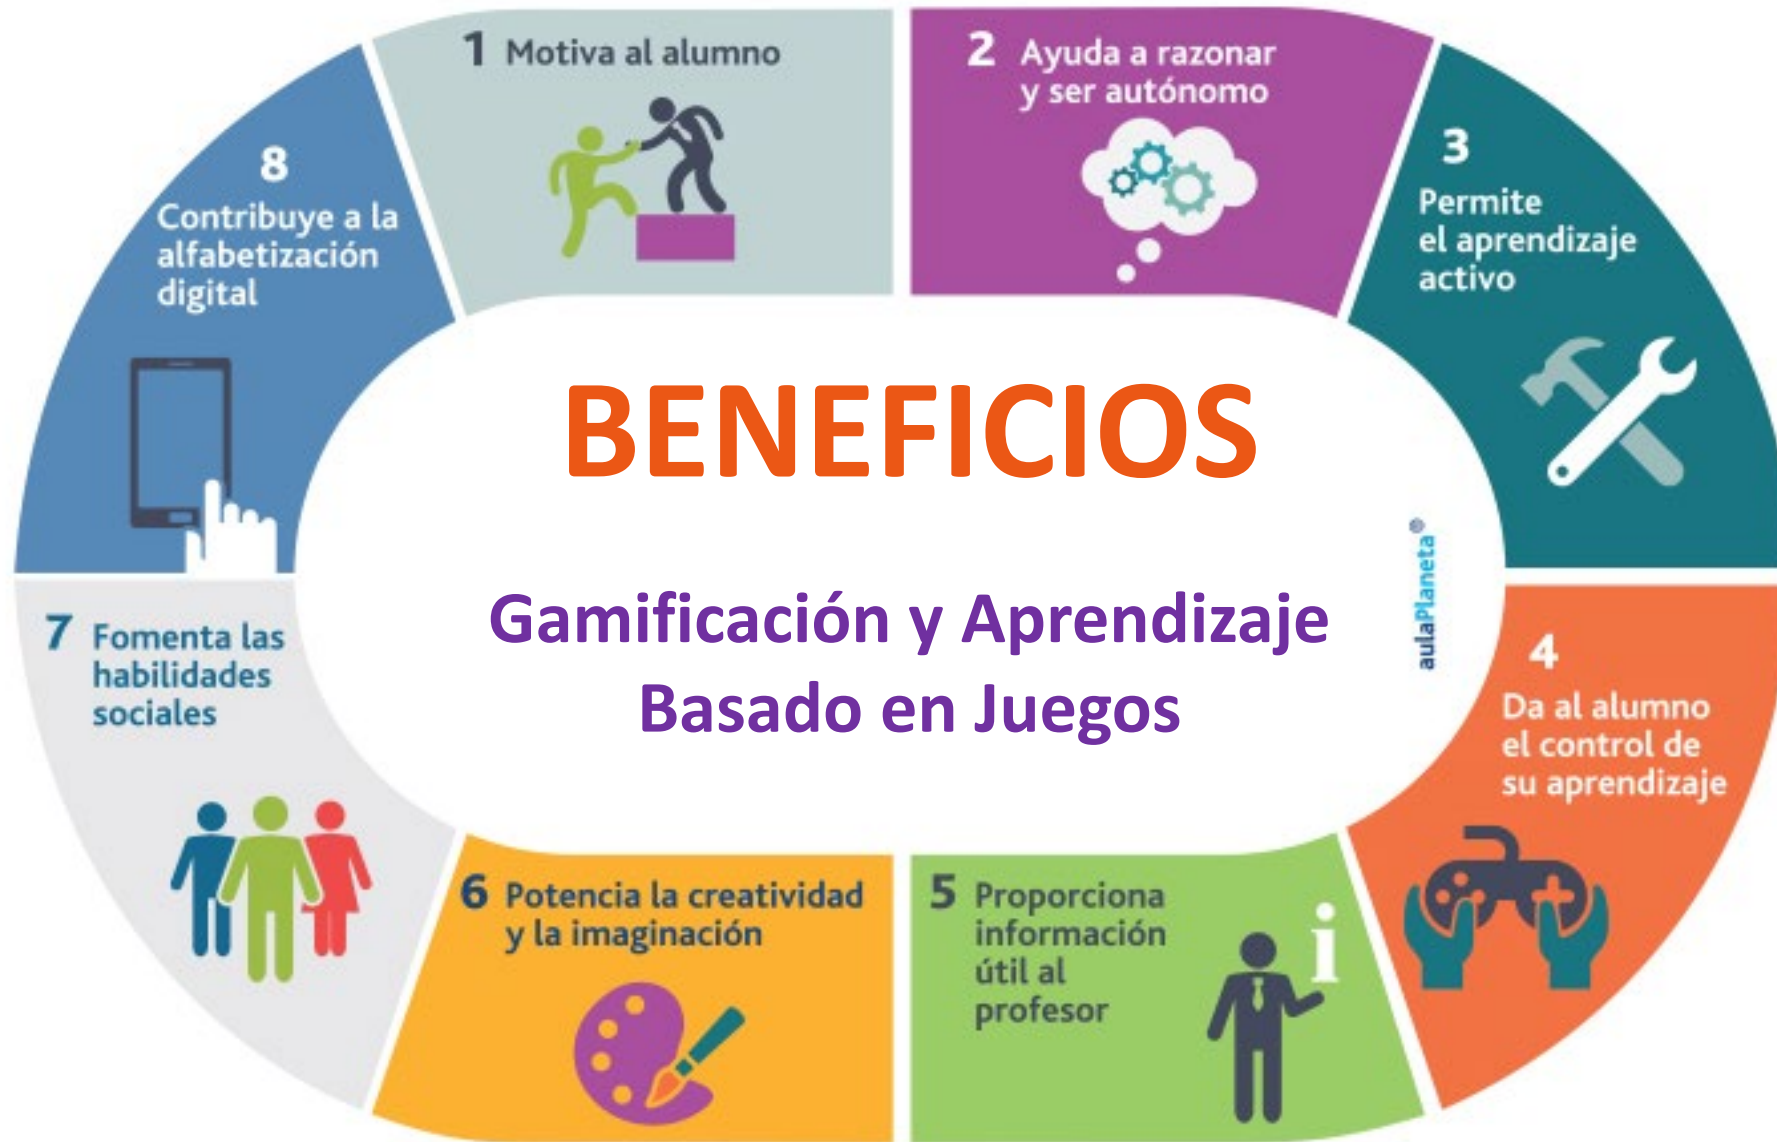 1 Motiva al alumno
2 Ayuda a razonar
y ser autónomo
3
Permite
el aprendizaje
activo
4
Da al alumno
el control de
su aprendizaje
5 Proporciona
información
útil al
profesor
i
6 Potencia la creatividad
y la imaginación
7 Fomenta las
habilidades
sociales
8
Contribuye a la
alfabetización
digital
BENEFICIOS
Gamificación y Aprendizaje
Basado en Juegos
aulaPlaneta®